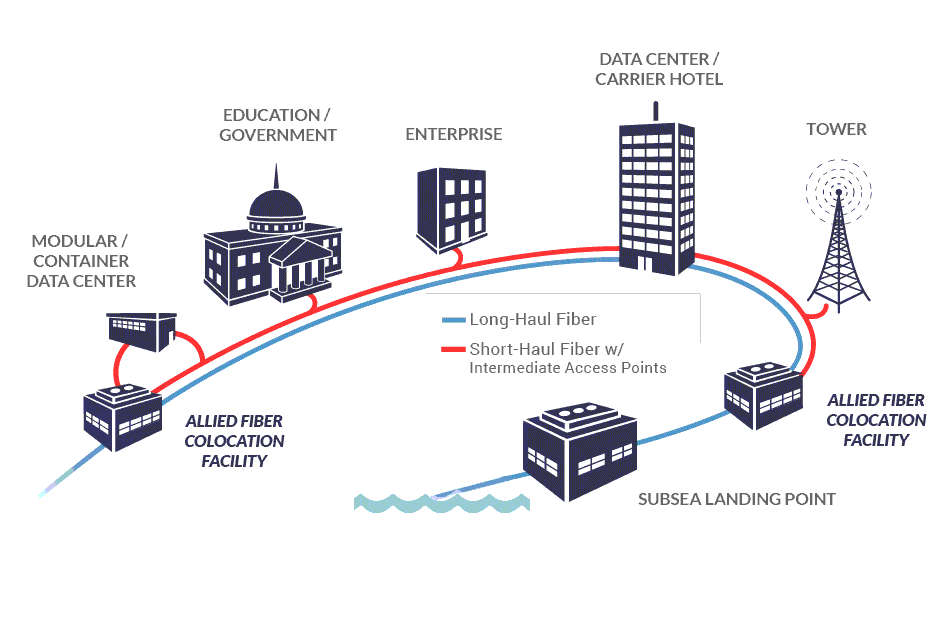 DATA CENTER /
CARRIER HOTEL
EDUCATION /
GOVERNMENT
ENTERPRISE
TOWER
MODULAR /
CONTAINER
DATA CENTER
Long-Haul Fiber
Short-Haul Fiber w/
Intermediate Access Points
ALLIED FIBER
COLOCATION
FACILITY
ALLIED FIBER
COLOCATION
FACILITY
SUBSEA LANDING POINT